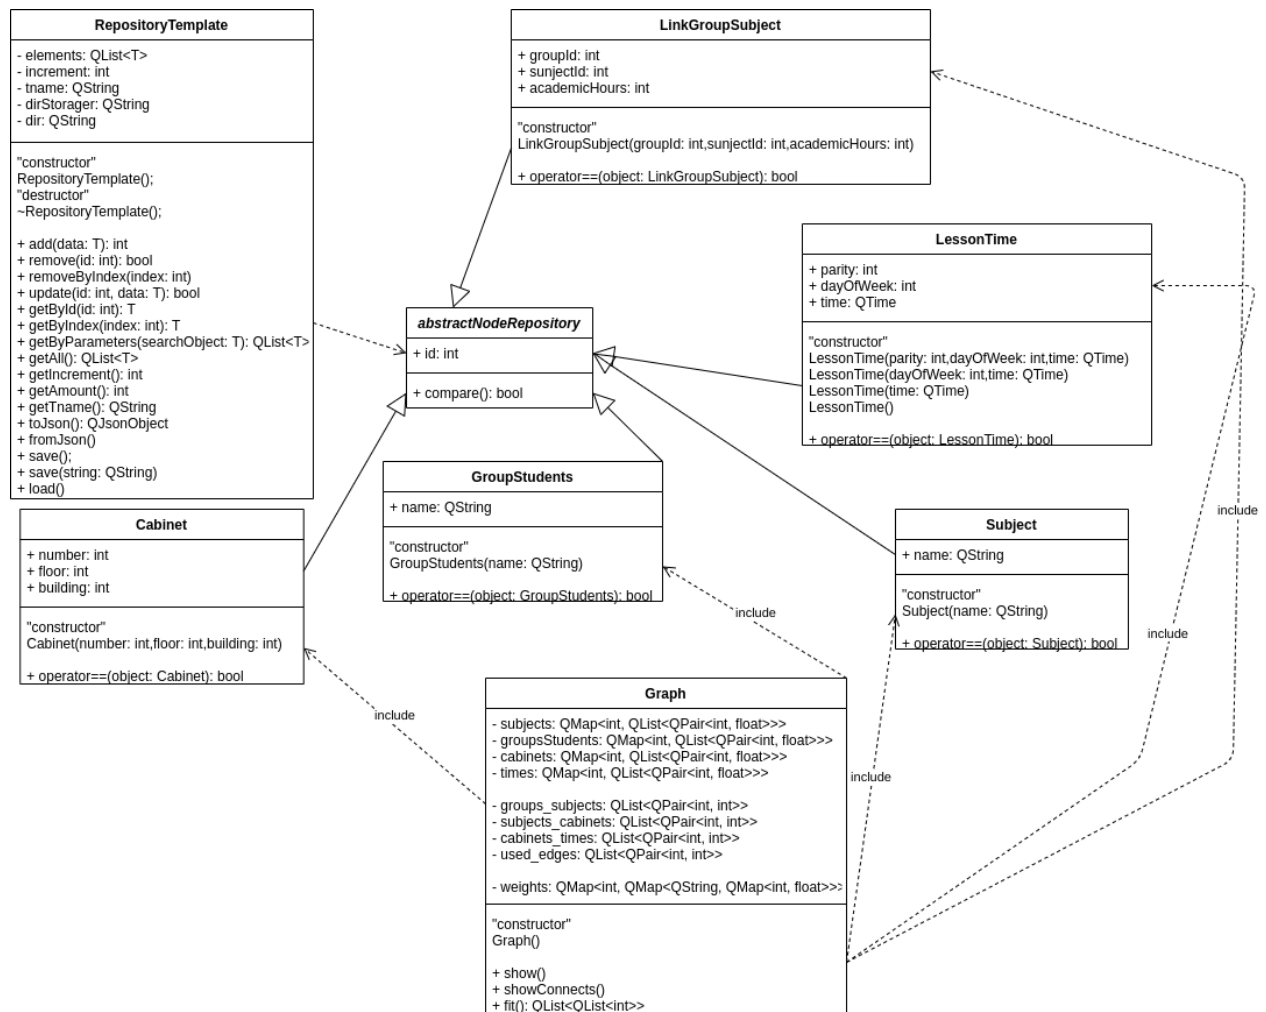 RepositoryTemplate
- elements: QList<T>
- increment: int
- tname: QString
- dirStorager: QString
- dir: QString
"constructor"
RepositoryTemplate();
"destructor"
~RepositoryTemplate();
+ add(data: T): int
+ remove(id: int): bool
+ removeByIndex(index: int)
+ update(id: int, data: T): bool
+ getById(id: int): T
+ getByIndex(index: int): T
+ getByParameters(searchObject: T): QList<T>
+ getAll(): QList<T>
+ getIncrement(): int
+ getAmount(): int
+ getTname(): QString
+ toJson(): QJsonObject
+ fromJson()
+ save();
+ save(string: QString)
+ load()
LinkGroupSubject
+ groupId: int
+ sunjectId: int
+ academicHours: int
"constructor"
LinkGroupSubject(groupId: int,sunjectId: int,academicHours: int)
+ operator==(object: LinkGroupSubject): bool
LessonTime
+ parity: int
+ dayOfWeek: int
+ time: QTime
"constructor"
LessonTime(parity: int,dayOfWeek: int,time: QTime)
LessonTime(dayOfWeek: int,time: QTime)
LessonTime(time: QTime)
LessonTime()
+ operator==(object: LessonTime): bool
abstractNodeRepository
+ id: int
+ compare(): bool
GroupStudents
+ name: QString
"constructor"
GroupStudents(name: QString)
+ operator==(object: GroupStudents): bool
Cabinet
+ number: int
+ floor: int
+ building: int
"constructor"
Cabinet(number: int,floor: int,building: int)
+ operator==(object: Cabinet): bool
Subject
+ name: QString
"constructor"
Subject(name: QString)
+ operator==(object: Subject): bool
include
include
include
include
include
Graph
- subjects: QMap<int, QList<QPair<int, float>>>
- groupsStudents: QMap<int, QList<QPair<int, float>>>
- cabinets: QMap<int, QList<QPair<int, float>>>
- times: QMap<int, QList<QPair<int, float>>>
- groups_subjects: QList<QPair<int, int>>
- subjects_cabinets: QList<QPair<int, int>>
- cabinets_times: QList<QPair<int, int>>
- used_edges: QList<QPair<int, int>>
- weights: QMap<int, QMap<QString, QMap<int, float>>>
"constructor"
Graph()
+ show()
+ showConnects()
+ fit(): QList<QList<int>>